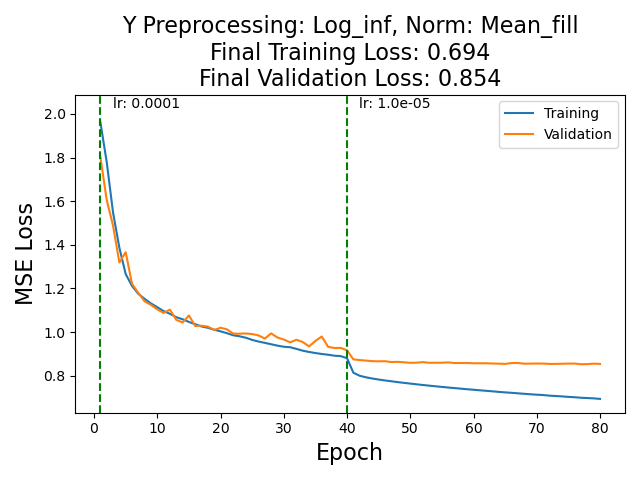 Y Preprocessing: Log_inf, Norm: Mean_fill
Final Training Loss: 0.694
Final Validation Loss: 0.854
lr: 0.0001
lr: 1.0e-05
Training
Validation
MSE Loss
2.0
1.8
1.6
1.4
1.2
1.0
0.8
0 10 20 30 40 50 60 70 80
Epoch